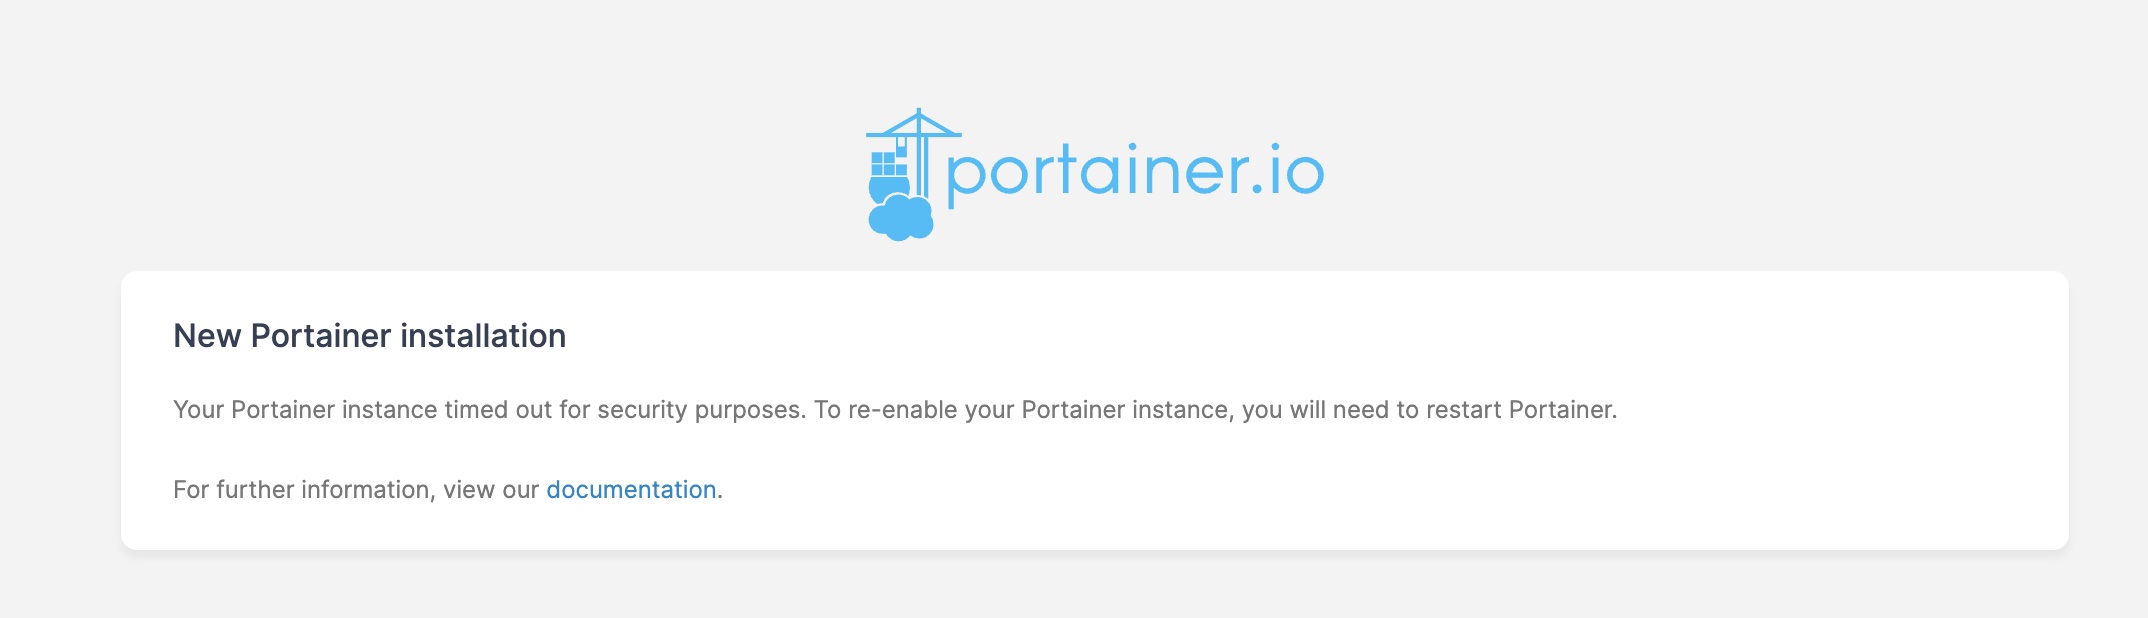 portainer.io
New Portainer installation
Your Portainer instance timed out for security purposes. To re-enable your Portainer instance, you will need to restart Portainer.
For further information, view our documentation.